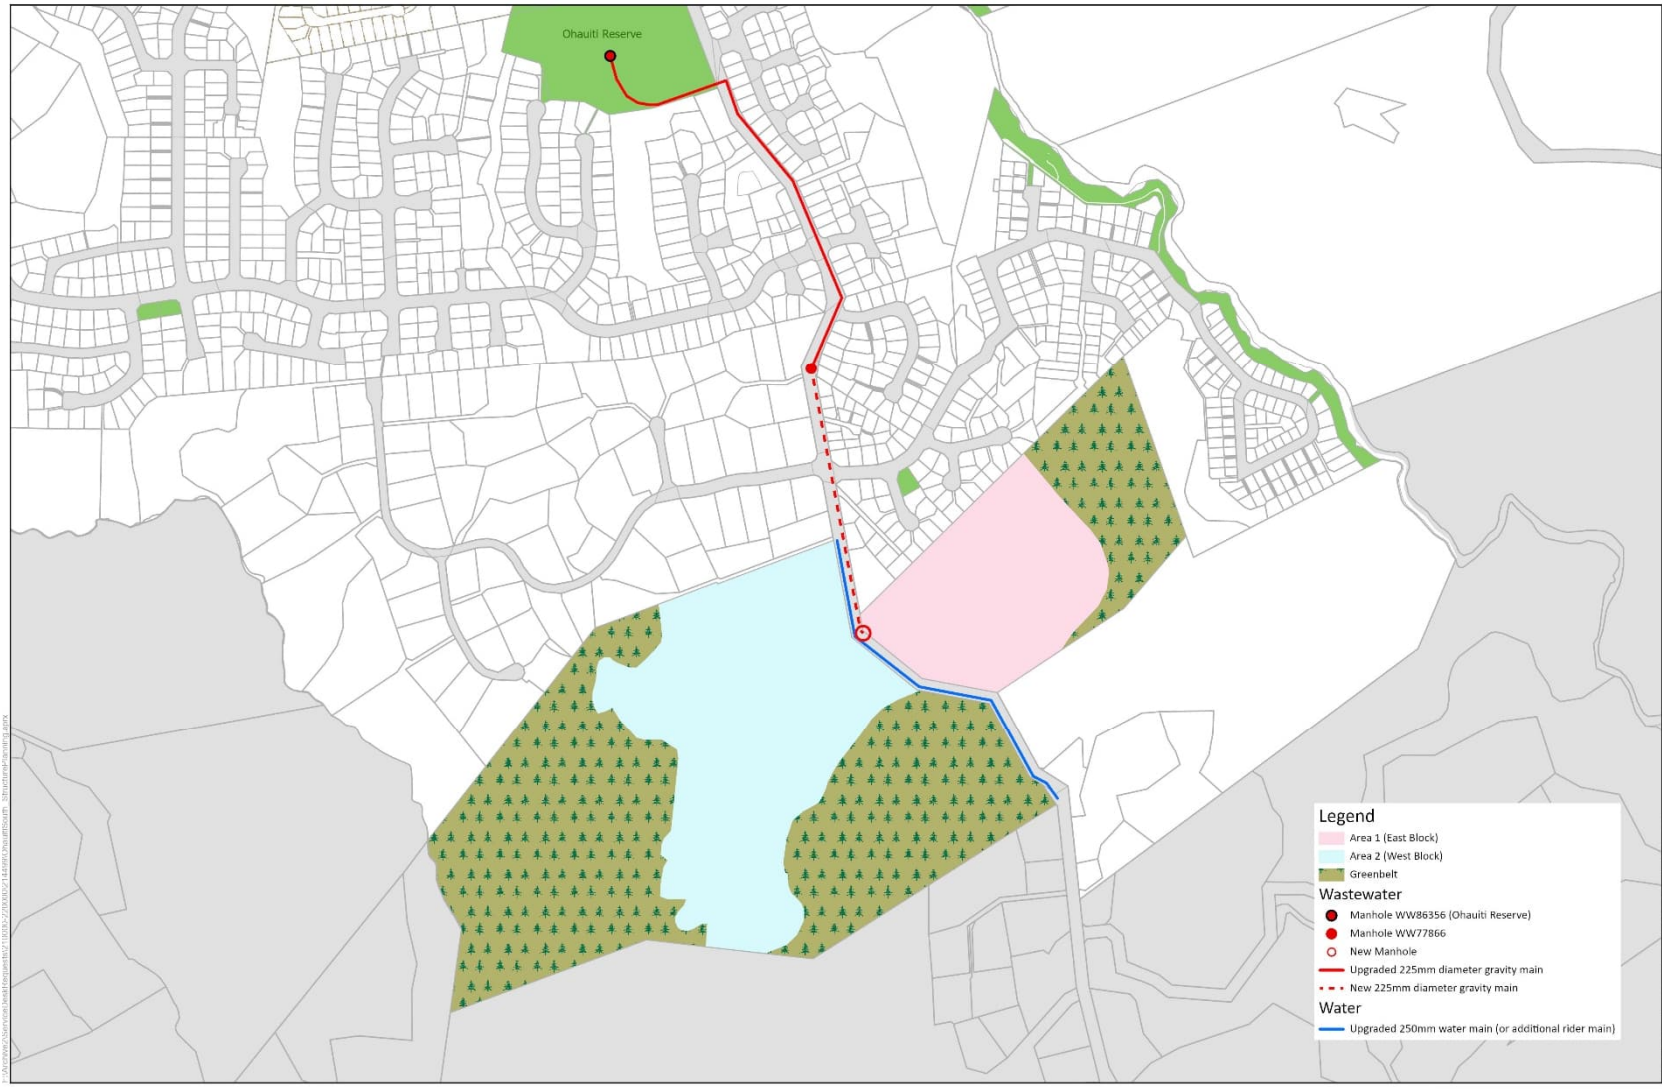 Ohauiti Reserve
Legend
Area 1 (East Block)
Area 2 (West Block)
Greenbelt
Wastewater
Manhole WW86356 (Ohauiti Reserve)
Manhole WW77866
New Manhole
Upgraded 225mm diameter gravity main
New 225mm diameter gravity main
Water
Upgraded 250mm water main (or additional rider main)